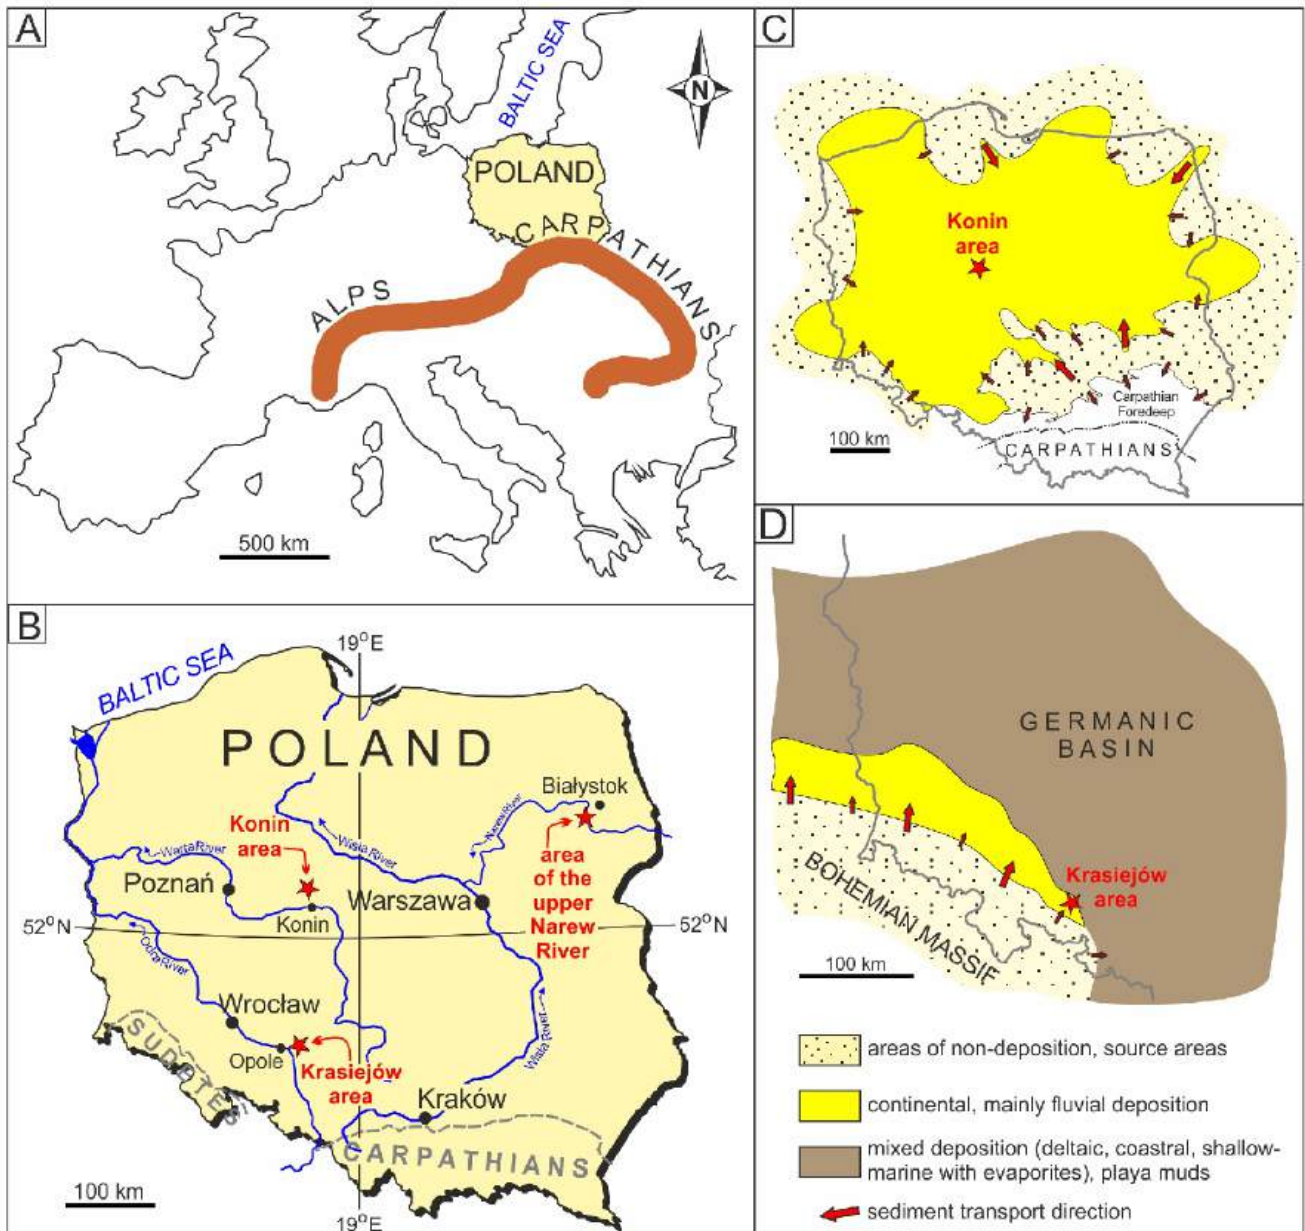 A
BALTIC SEA
N
POLAND
CARPATHIANS
ALPS
500 km
B
19°E
BALTIC SEA
POLAND
Białystok
Narew River
Konin
area
Wisła River
Warta River
area
of the
upper
Narew
River
Poznań
Warszawa
Konin
52°N
52°N
Odra River
Wrocław
Wisła River
Opole
Krasiejów
area
SUDETES
Kraków
CARPATHIANS
100 km
19°E
C
Konin
area
Carpathian
Foredeep
CARPATHIANS
100 km
D
GERMANIC
BASIN
Krasiejów
area
BOHEMIAN MASSIF
100 km
areas of non-deposition, source areas
continental, mainly fluvial deposition
mixed deposition (deltaic, coastral, shallow-
marine with evaporites), playa muds
sediment transport direction